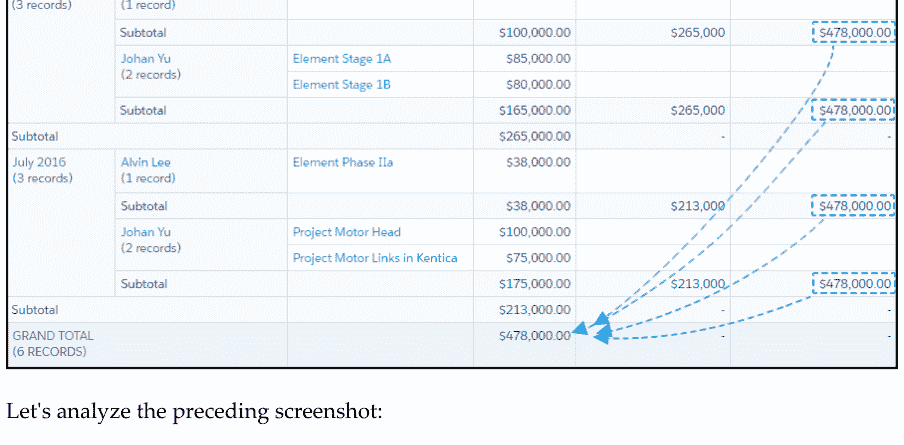 (3 records) (1 record)
Subtotal $100,000.00 $265,000 $478,000.00
Johan Yu Element Stage 1A $85,000.00
(2 records)
Element Stage 1B $80,000.00
Subtotal $165,000.00 $265,000 $478,000.00
Subtotal $265,000.00 - -
July 2016 Alvin Lee Element Phase IIa $38,000.00
(3 records) (1 record)
Subtotal $38,000.00 $213,000 $478,000.00
Johan Yu Project Motor Head $100,000.00
(2 records)
Project Motor Links in Kentica $75,000.00
Subtotal $175,000.00 $213,000 $478,000.00
Subtotal $213,000.00 - -
GRAND TOTAL $478,000.00 - -
(6 RECORDS)
Let's analyze the preceding screenshot: